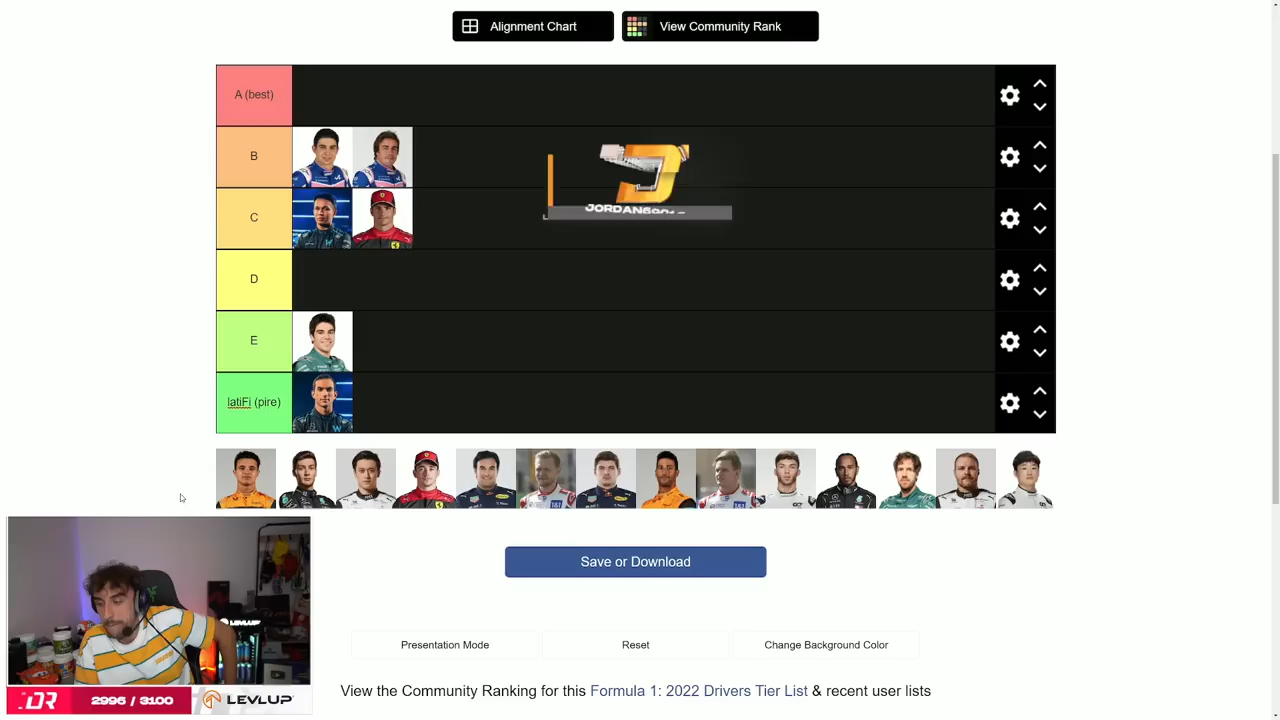 Alignment Chart
View Community Rank
A (best)
B
C
D
E
latiFi (pire)
Save or Download
Presentation Mode
Reset
Change Background Color
View the Community Ranking for this Formula 1: 2022 Drivers Tier List & recent user lists
2996 / 3100
LEVLUP